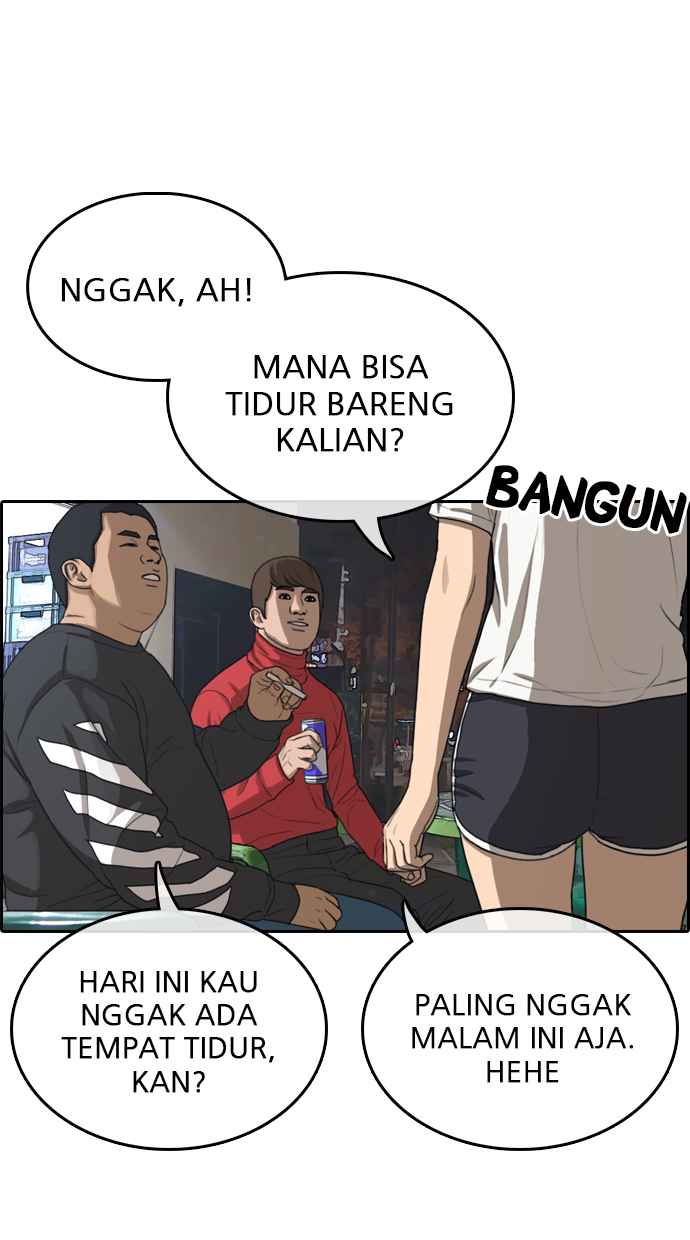 NGGAK, AH!
MANA BISA
TIDUR BARENG
KALIAN?
BANGUN
HARI INI KAU
NGGAK ADA
TEMPAT TIDUR,
KAN?
PALING NGGAK
MALAM INI AJA.
HEHE